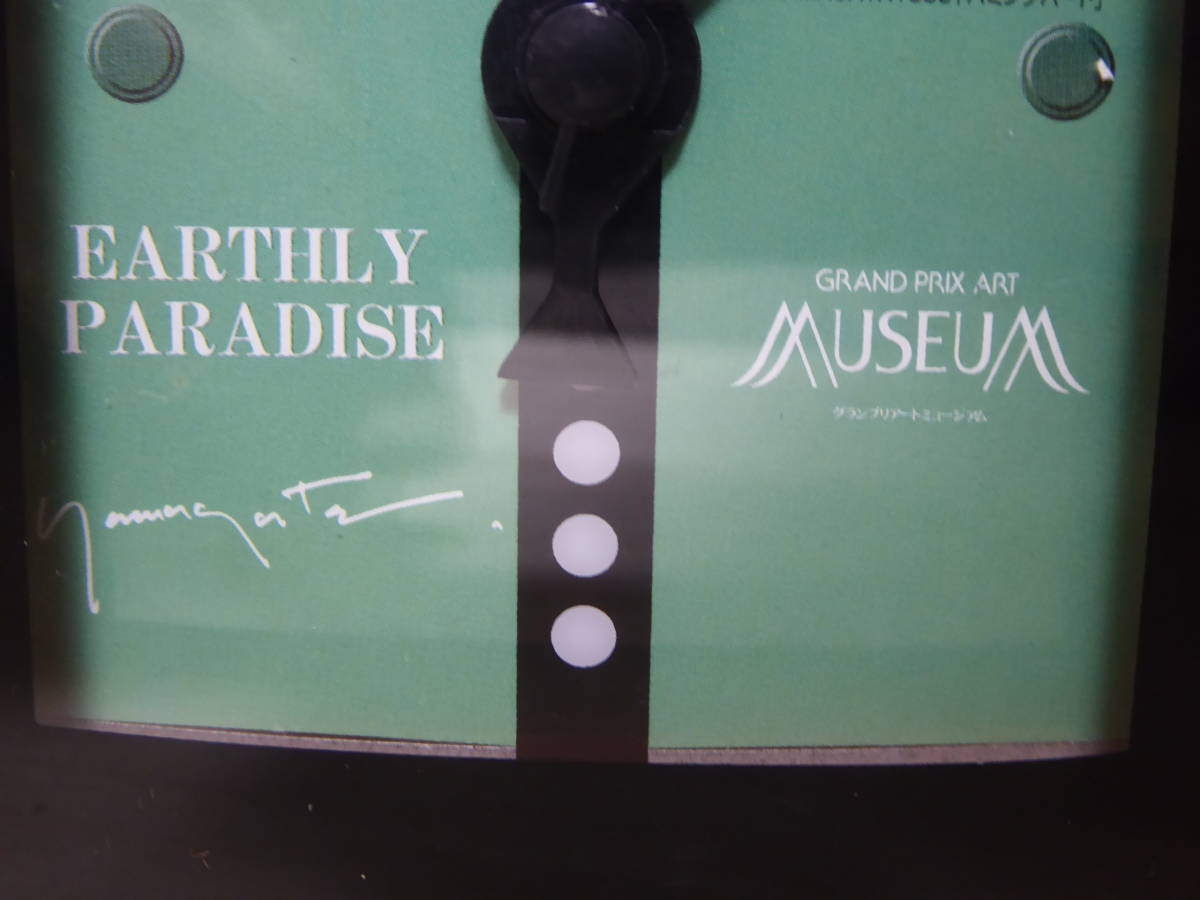 EARTHLY
PARADISE
Yamagata.
GRAND PRIX ART
MUSEUM
グランプリアートミュージアム